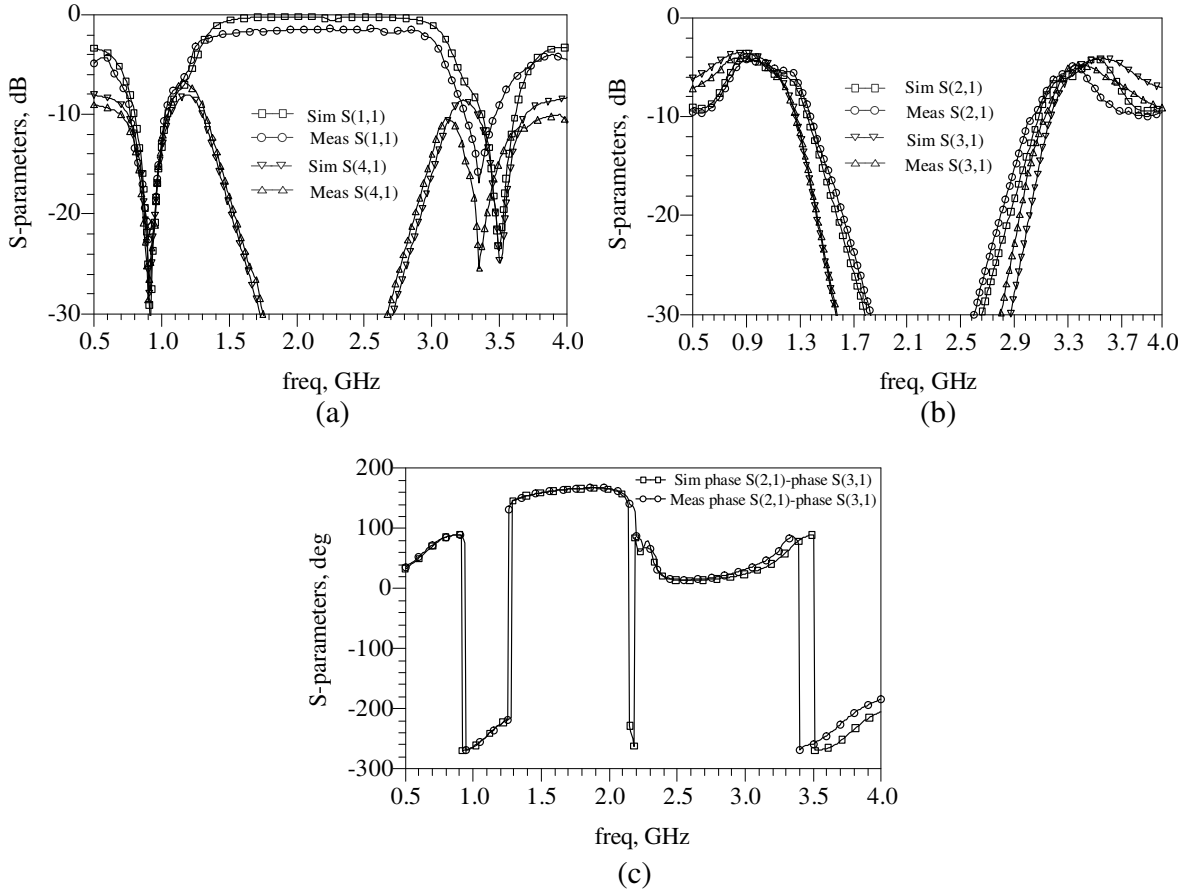 0
-10
-20
-30
S-parameters, dB
Sim S(1,1)
Meas S(1,1)
Sim S(4,1)
Meas S(4,1)
0.5 1.0 1.5 2.0 2.5 3.0 3.5 4.0
freq, GHz
(a)
0
-10
-20
-30
S-parameters, dB
Sim S(2,1)
Meas S(2,1)
Sim S(3,1)
Meas S(3,1)
0.5 0.9 1.3 1.7 2.1 2.5 2.9 3.3 3.7 4.0
freq, GHz
(b)
200
100
0
-100
-200
-300
S-parameters, deg
Sim phase S(2,1)-phase S(3,1)
Meas phase S(2,1)-phase S(3,1)
0.5 1.0 1.5 2.0 2.5 3.0 3.5 4.0
freq, GHz
(c)